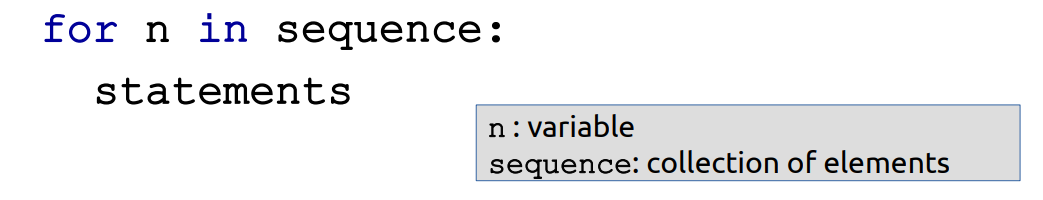 for n in sequence:
statements
n : variable
sequence: collection of elements